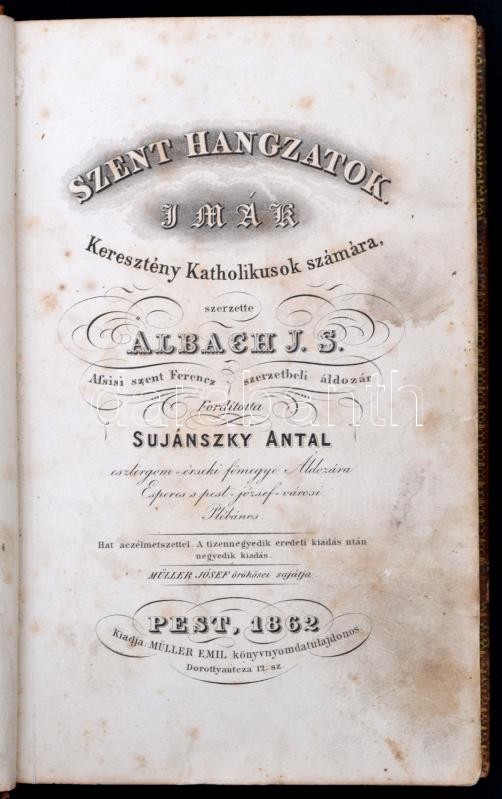 SZENT HANGZATOK.
IMÁK
Keresztény Katholikusok számára,
szerzette
ALBACH J. S.
Afsisi szent Ferencz szerzetbeli áldozár
Fordította
SUJÁNSZKY ANTAL
esztergom-érseki főmegye Áldozára
Esperes s pest-józsef-városi
Plébános.
Hat aczélmetszettel. A tizennegyedik eredeti kiadás után
negyedik kiadás.
MÜLLER JÓSEF örökösei sajátja.
PEST, 1862
Kiadja MÜLLER EMIL könyvnyomdatulajdonos.
Dorottyautcza 12. sz.
darabanth